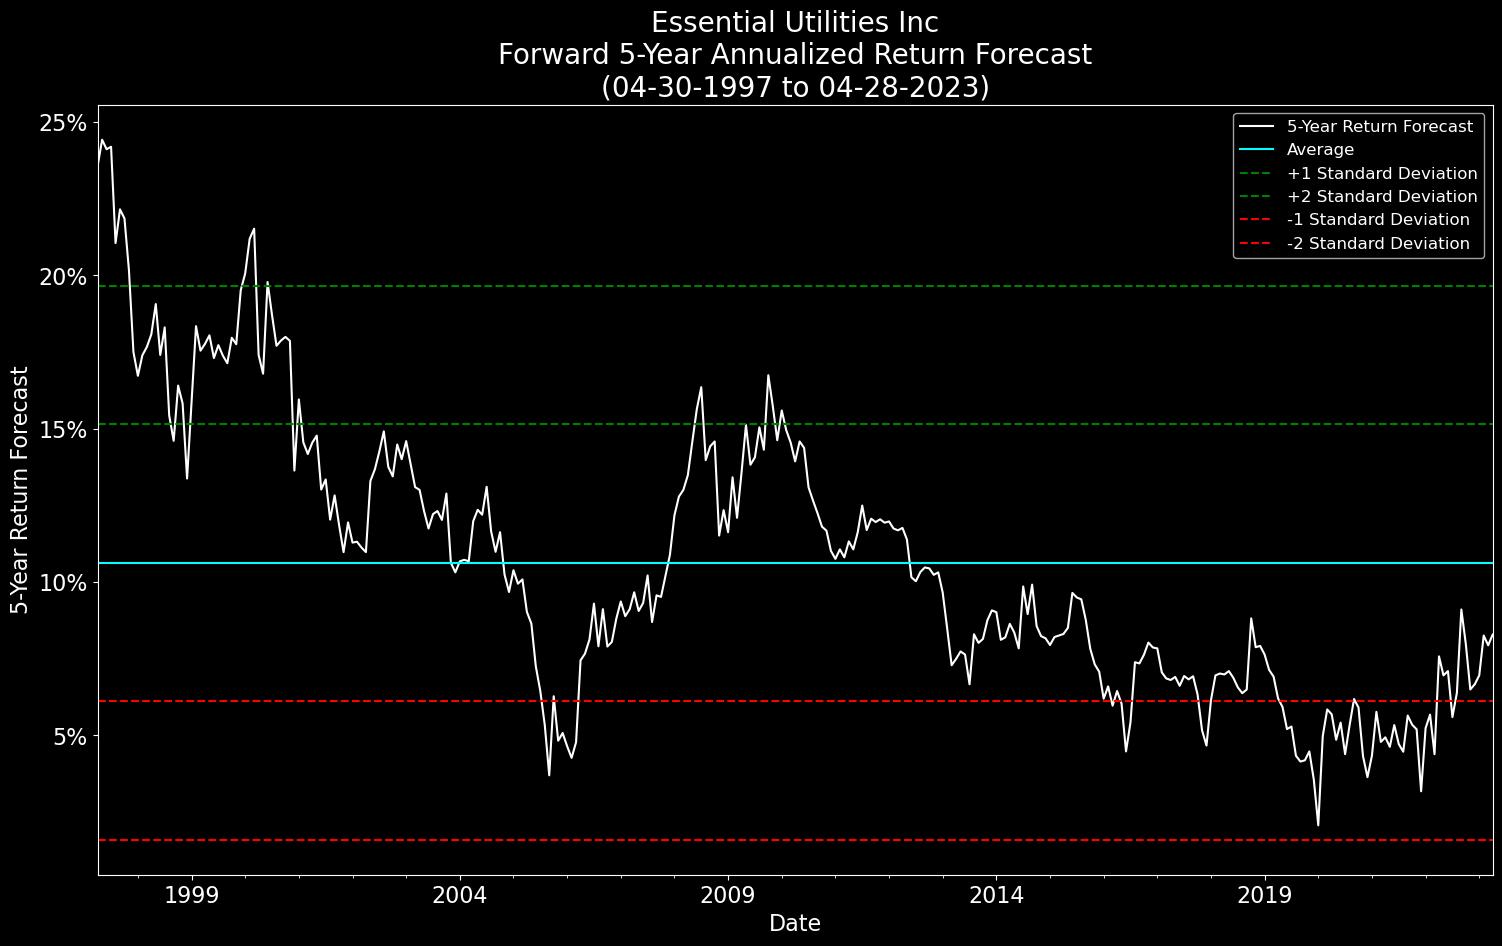 Essential Utilities Inc
Forward 5-Year Annualized Return Forecast
(04-30-1997 to 04-28-2023)
5-Year Return Forecast
25%
20%
15%
10%
5%
5-Year Return Forecast
Average
+1 Standard Deviation
+2 Standard Deviation
-1 Standard Deviation
-2 Standard Deviation
1999
2004
2009
2014
2019
Date